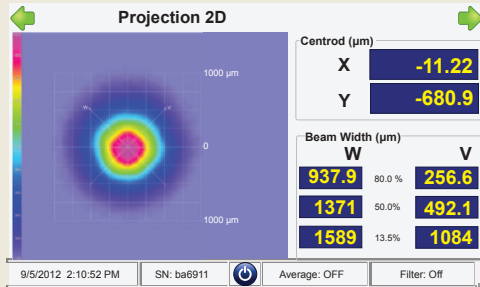 Projection 2D
1000 µm
0
1000 µm
W
V
Centrod (µm)
X -11.22
Y -680.9
Beam Width (µm)
W V
937.9 80.0 % 256.6
1371 50.0% 492.1
1589 13.5% 1084
9/5/2012 2:10:52 PM SN: ba6911 Average: OFF Filter: Off